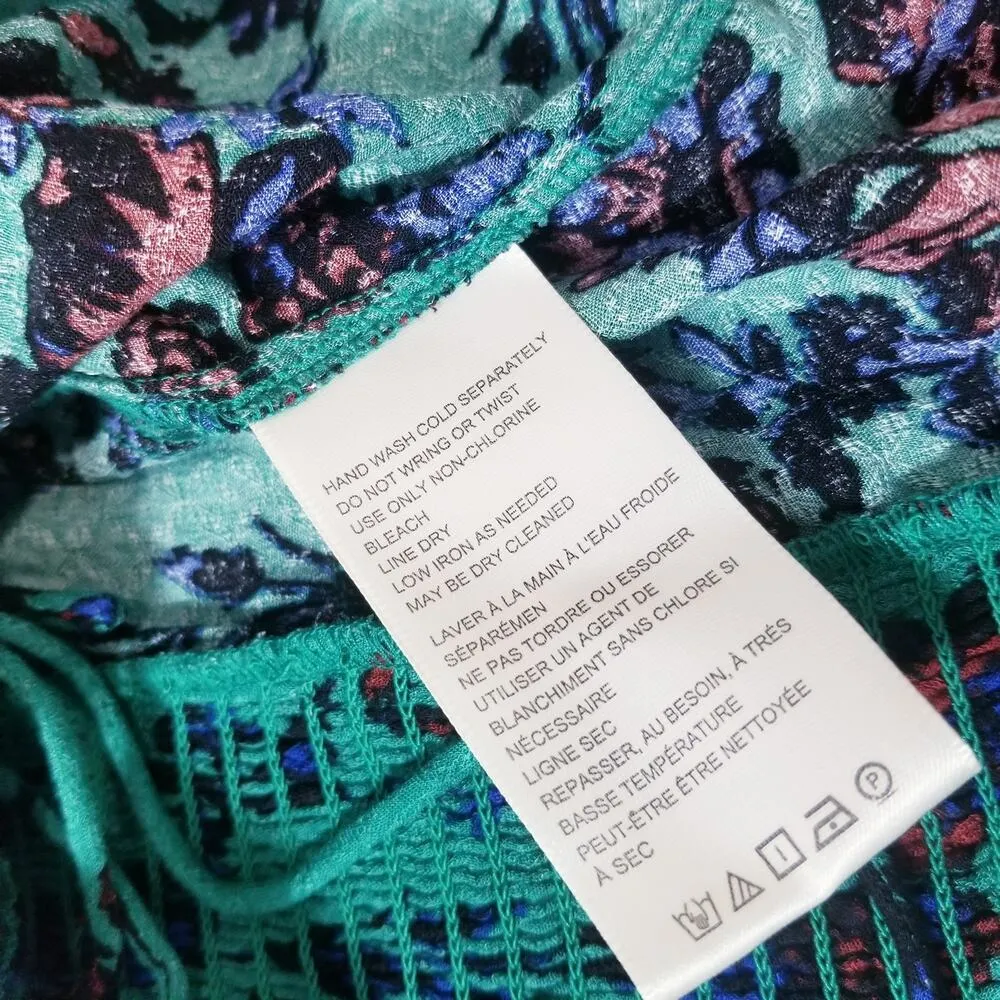 HAND WASH COLD SEPARATELY
DO NOT WRING OR TWIST
USE ONLY NON-CHLORINE
BLEACH
LINE DRY
LOW IRON AS NEEDED
MAY BE DRY CLEANED
LAVER À LA MAIN À L'EAU FROIDE
SÉPARÉMEN
NE PAS TORDRE OU ESSORER
UTILISER UN AGENT DE
BLANCHIMENT SANS CHLORE SI
NÉCESSAIRE
LIGNE SEC
REPASSER, AU BESOIN, À TRÉS
BASSE TEMPÉRATURE
PEUT-ÊTRE ÊTRE NETTOYÉE
À SEC
P